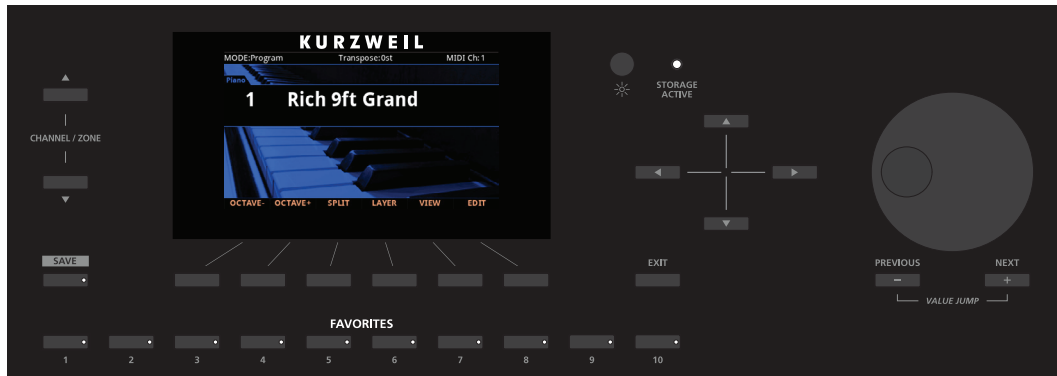 KURZWEIL
MODE:Program Transpose:0st MIDI Ch:1
Piano
1 Rich 9ft Grand
OCTAVE- OCTAVE+ SPLIT LAYER VIEW EDIT
STORAGE
ACTIVE
CHANNEL / ZONE
SAVE
EXIT
PREVIOUS NEXT
- +
VALUE JUMP
FAVORITES
1 2 3 4 5 6 7 8 9 10